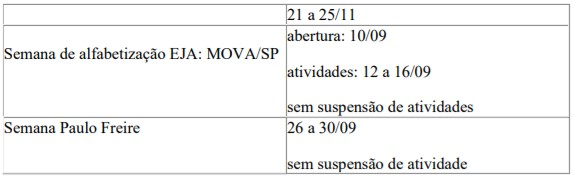 21 a 25/11
Semana de alfabetização EJA: MOVA/SP
abertura: 10/09
atividades: 12 a 16/09
sem suspensão de atividades
Semana Paulo Freire
26 a 30/09
sem suspensão de atividade